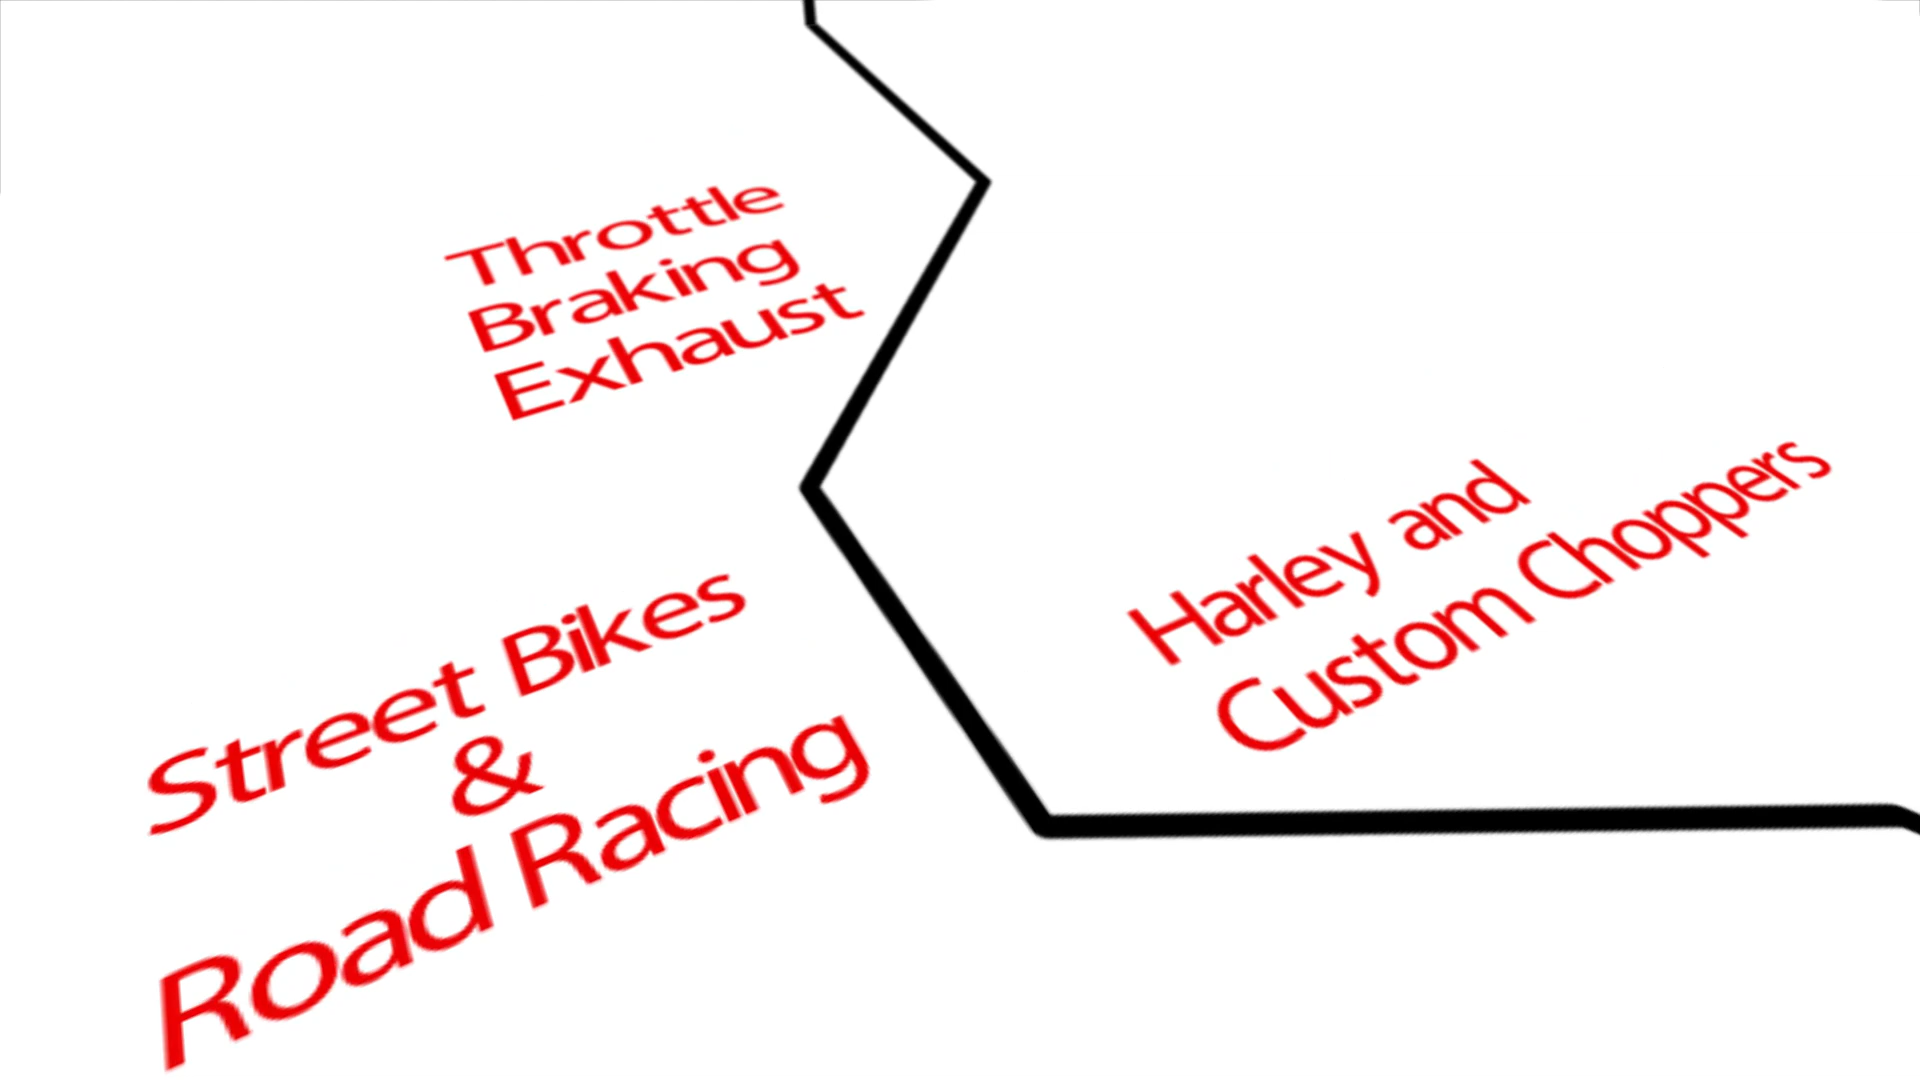 Throttle
Braking
Exhaust
Street Bikes
&
Road Racing
Harley and
Custom Choppers